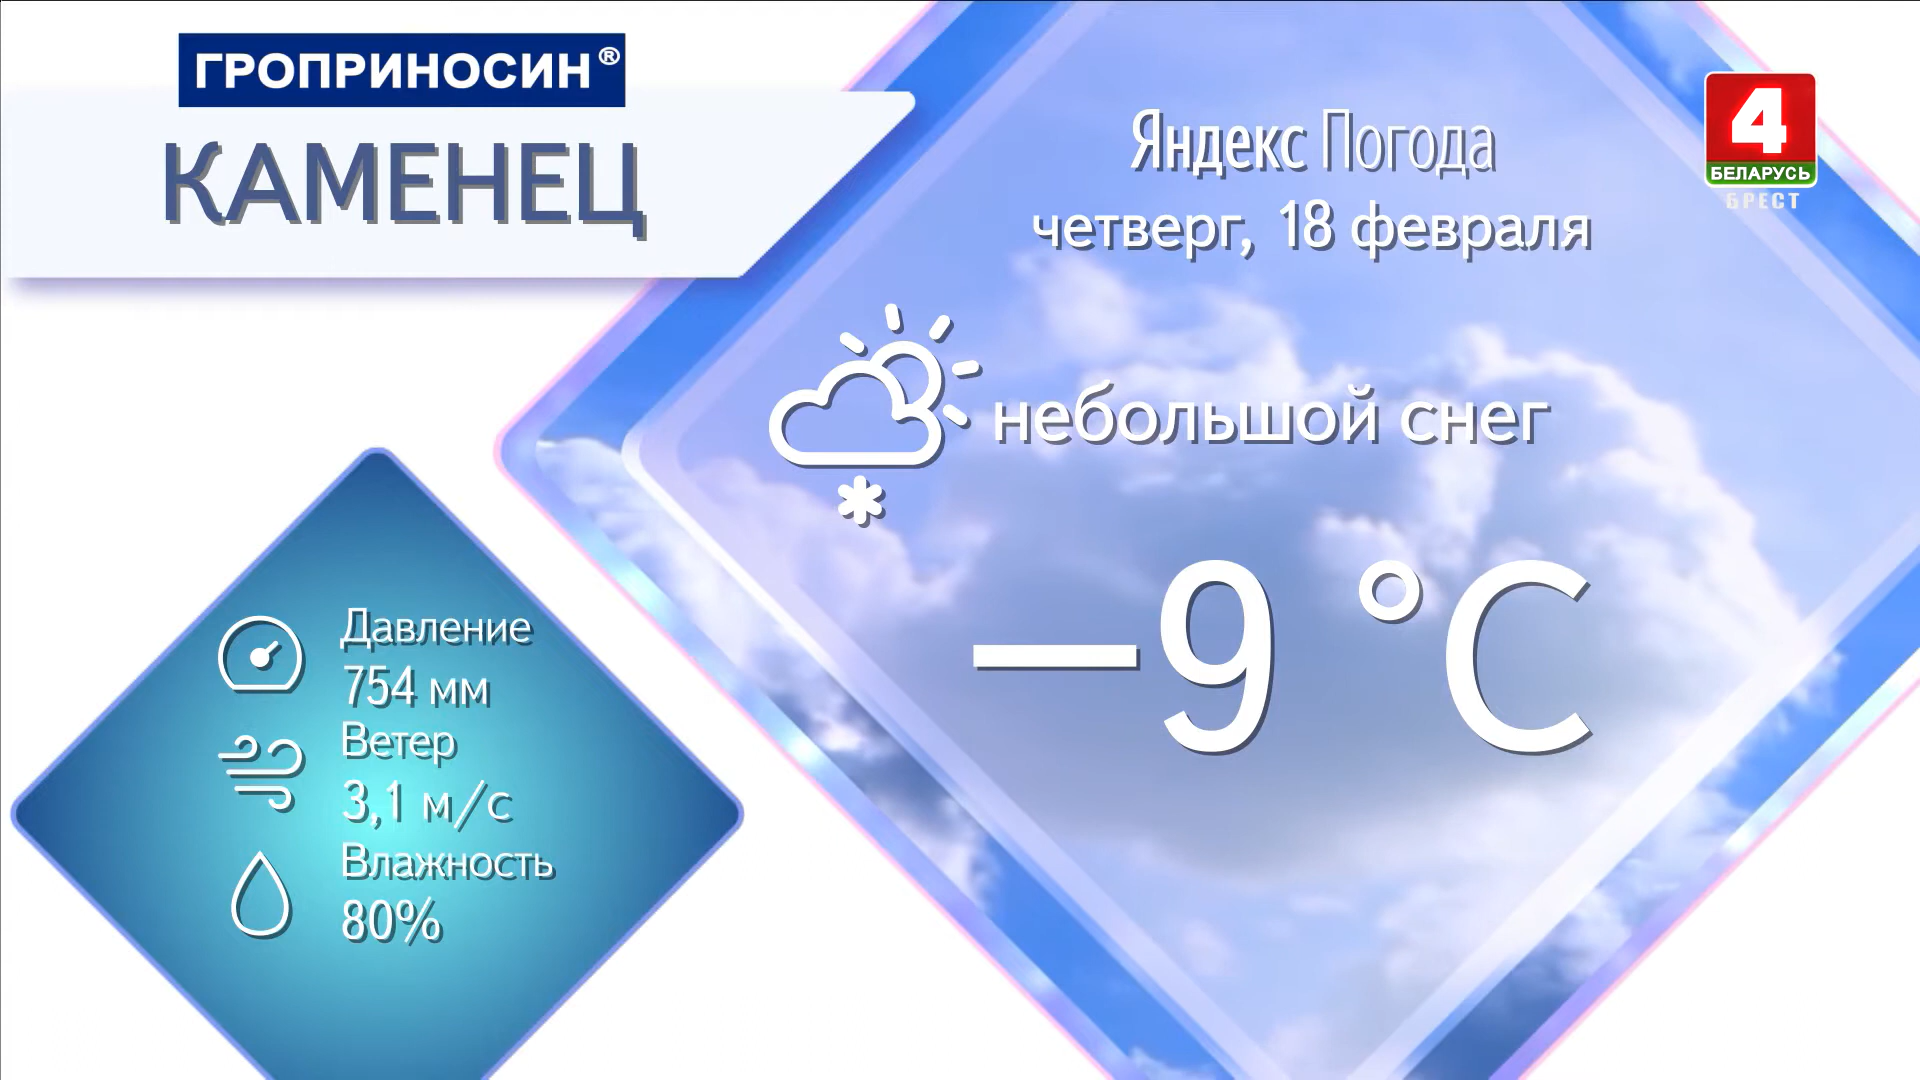 ГРОПРИНОСИН®
КАМЕНЕЦ
Яндекс Погода
четверг, 18 февраля
4
БЕЛАРУСЬ
БРЕСТ
небольшой снег
−9 °C
Давление
754 мм
Ветер
3,1 м/с
Влажность
80%